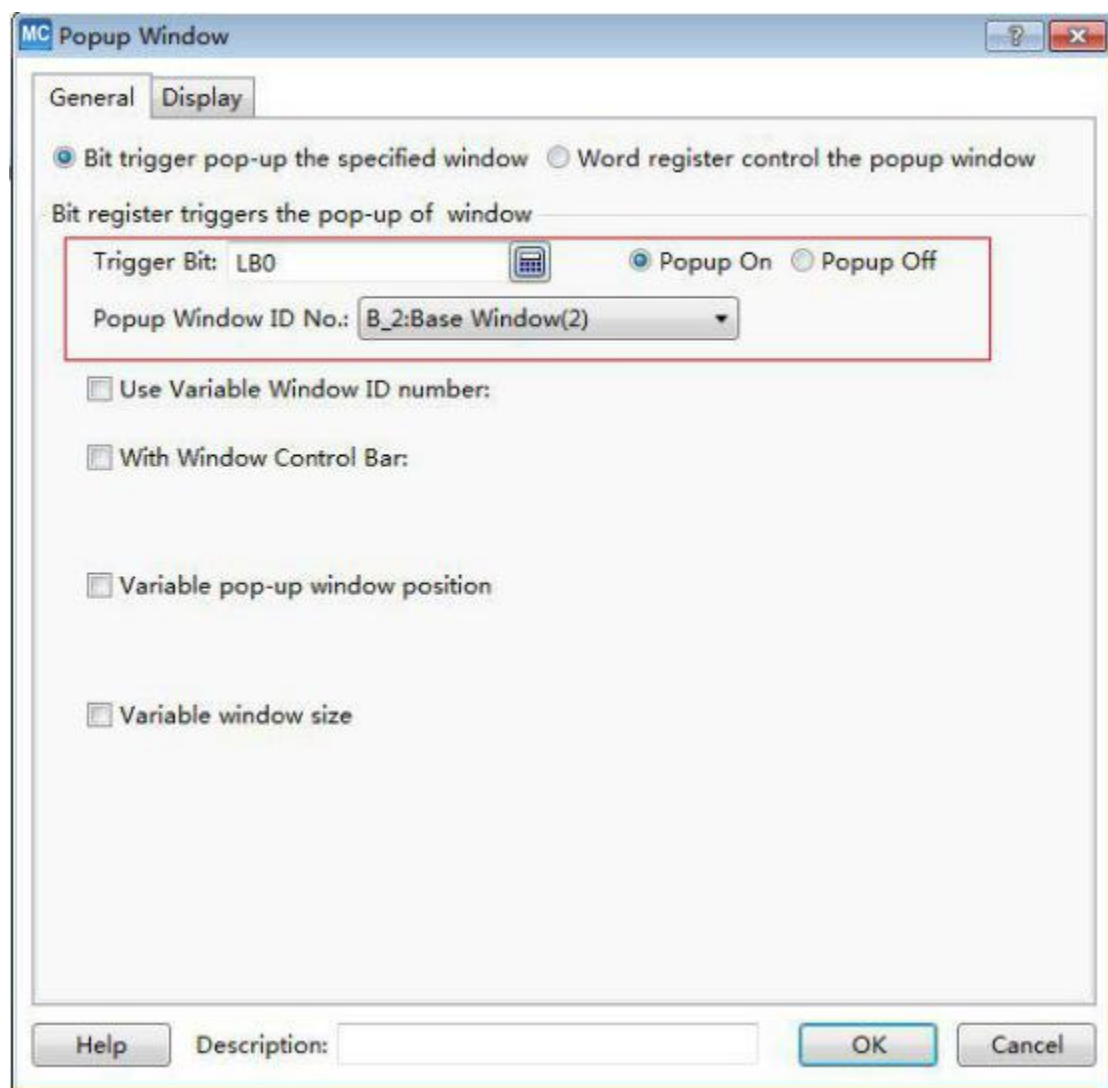 MC Popup Window
General Display
Bit trigger pop-up the specified window Word register control the popup window
Bit register triggers the pop-up of window
Trigger Bit: LB0 Popup On Popup Off
Popup Window ID No.: B_2:Base Window(2)
Use Variable Window ID number:
With Window Control Bar:
Variable pop-up window position
Variable window size
Help Description: OK Cancel